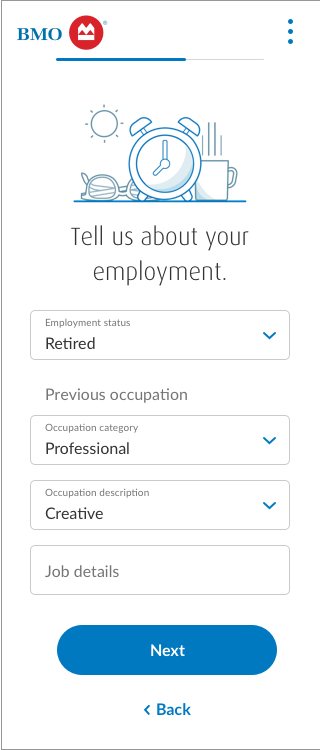 BMO
Tell us about your
employment.
Employment status
Retired
Previous occupation
Occupation category
Professional
Occupation description
Creative
Job details
Next
Back